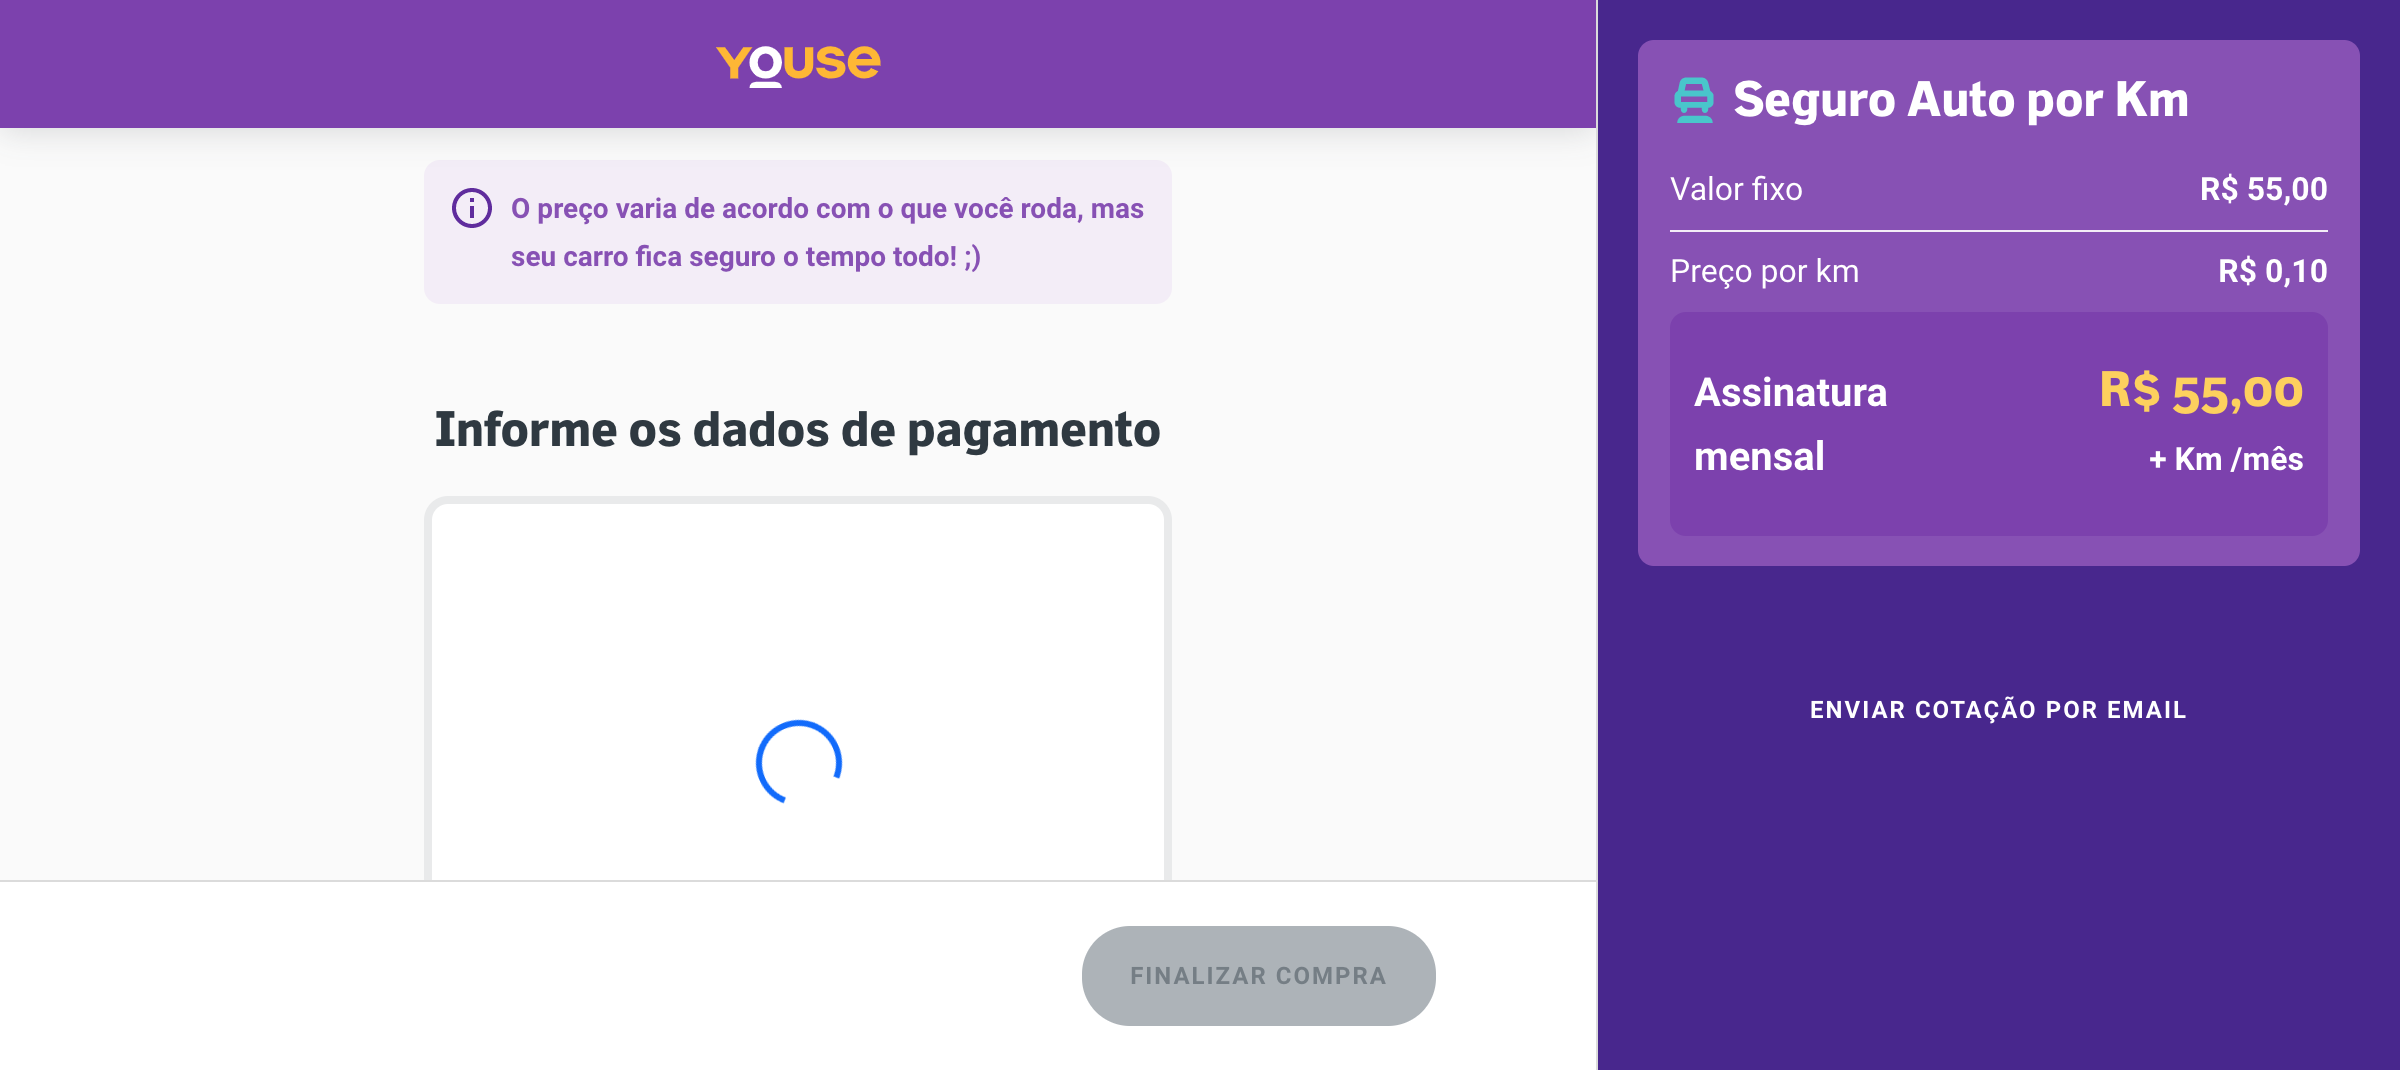 YOUSE
O preço varia de acordo com o que você roda, mas
seu carro fica seguro o tempo todo! ;)
Informe os dados de pagamento
FINALIZAR COMPRA
Seguro Auto por Km
Valor fixo R$ 55,00
Preço por km R$ 0,10
Assinatura R$ 55,00
mensal + Km /mês
ENVIAR COTAÇÃO POR EMAIL